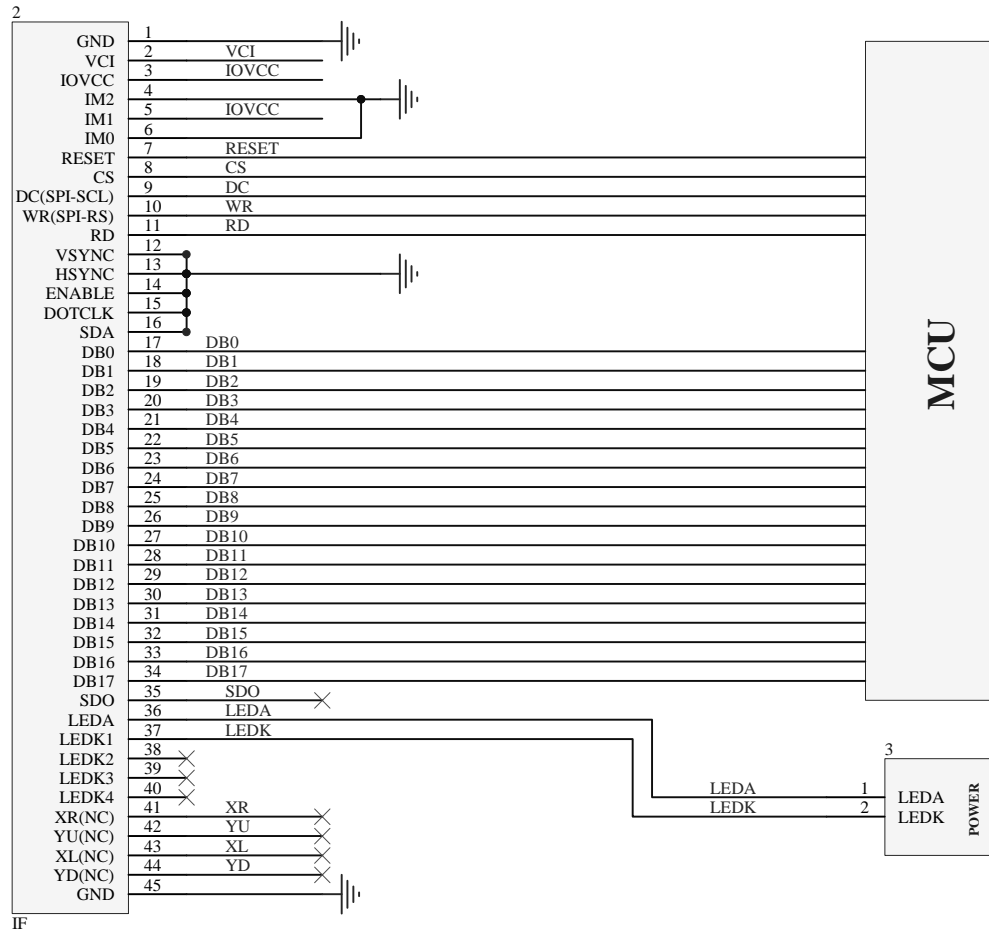 2
GND 1
VCI 2 VCI
IOVCC 3 IOVCC
IM2 4
IM1 5 IOVCC
IM0 6
RESET 7 RESET
CS 8 CS
DC(SPI-SCL) 9 DC
WR(SPI-RS) 10 WR
RD 11 RD
VSYNC 12
HSYNC 13
ENABLE 14
DOTCLK 15
SDA 16
DB0 17 DB0
DB1 18 DB1
DB2 19 DB2
DB3 20 DB3
DB4 21 DB4
DB5 22 DB5
DB6 23 DB6
DB7 24 DB7
DB8 25 DB8
DB9 26 DB9
DB10 27 DB10
DB11 28 DB11
DB12 29 DB12
DB13 30 DB13
DB14 31 DB14
DB15 32 DB15
DB16 33 DB16
DB17 34 DB17
SDO 35 SDO
LEDA 36 LEDA
LEDK1 37 LEDK
LEDK2 38
LEDK3 39
LEDK4 40
XR(NC) 41 XR
YU(NC) 42 YU
XL(NC) 43 XL
YD(NC) 44 YD
GND 45
IF
MCU
3
LEDA 1 LEDA
LEDK 2 LEDK
POWER